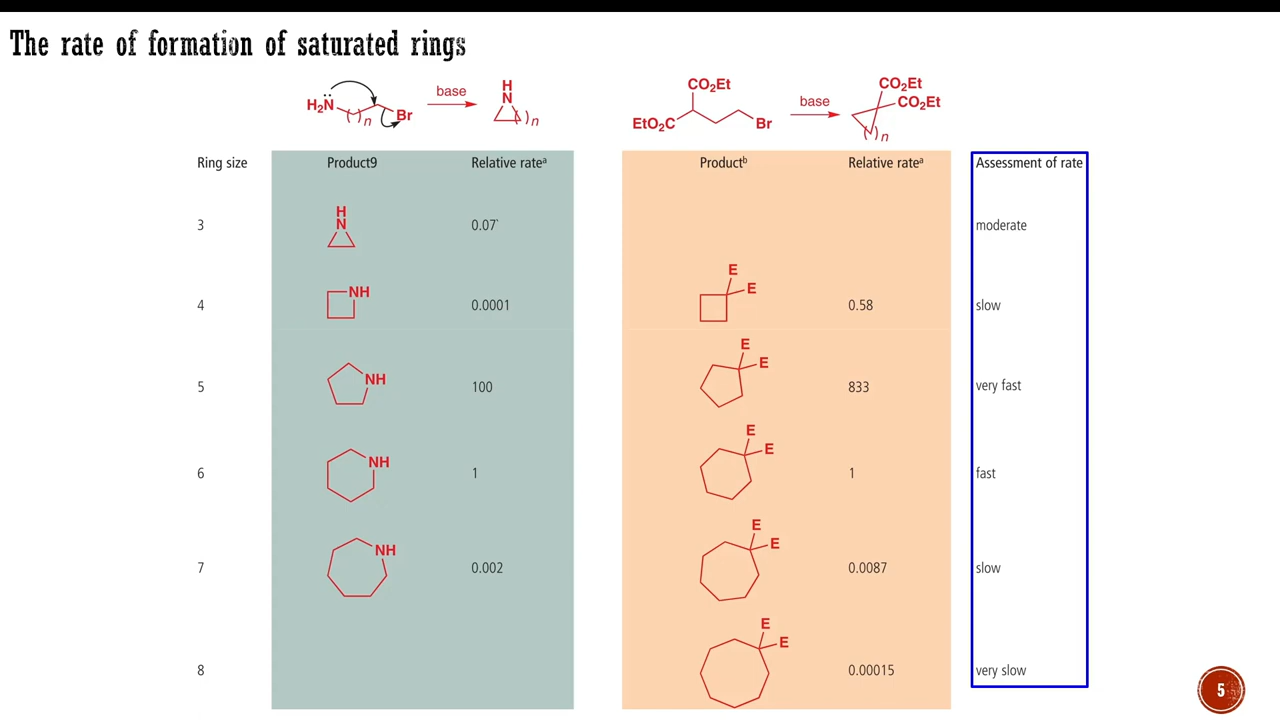 The rate of formation of saturated rings
H₂N ( )n Br base H N ( )n
CO₂Et EtO₂C Br base CO₂Et CO₂Et ( )n
Ring size Product9 Relative rateᵃ Productᵇ Relative rateᵃ Assessment of rate
3 H N 0.07` moderate
4 NH 0.0001 E E 0.58 slow
5 NH 100 E E 833 very fast
6 NH 1 E E 1 fast
7 NH 0.002 E E 0.0087 slow
8 E E 0.00015 very slow
5